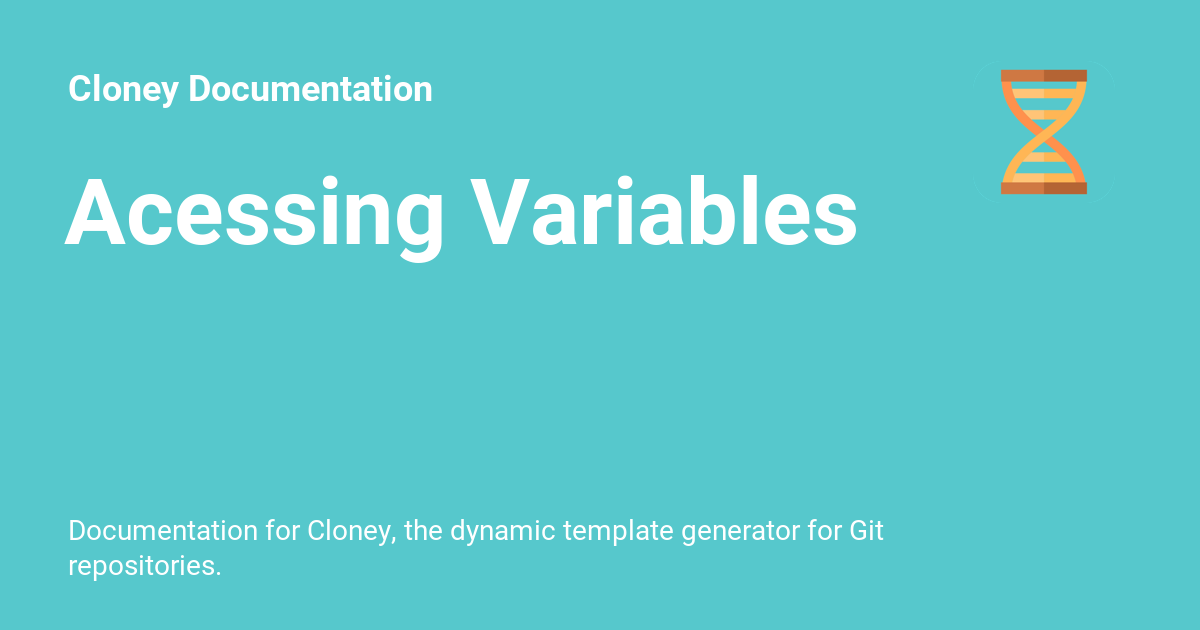 Cloney Documentation
Acessing Variables
Documentation for Cloney, the dynamic template generator for Git
repositories.